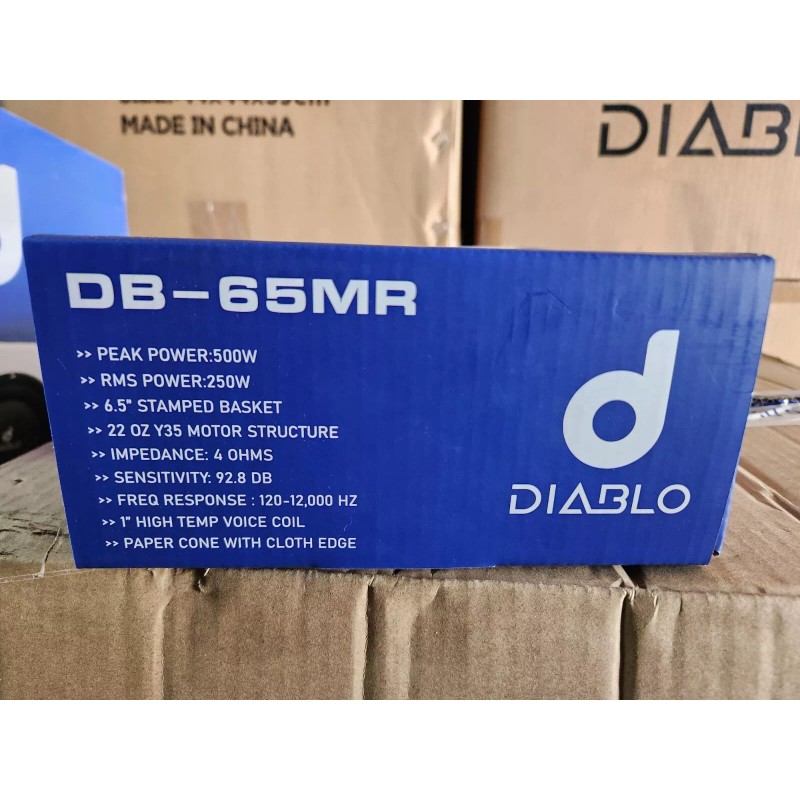 MADE IN CHINA
DIABL
DB-65MR
>> PEAK POWER:500W
>> RMS POWER:250W
>> 6.5" STAMPED BASKET
>> 22 OZ Y35 MOTOR STRUCTURE
>> IMPEDANCE: 4 OHMS
>> SENSITIVITY: 92.8 DB
>> FREQ RESPONSE : 120-12,000 HZ
>> 1" HIGH TEMP VOICE COIL
>> PAPER CONE WITH CLOTH EDGE
d
DIABLO